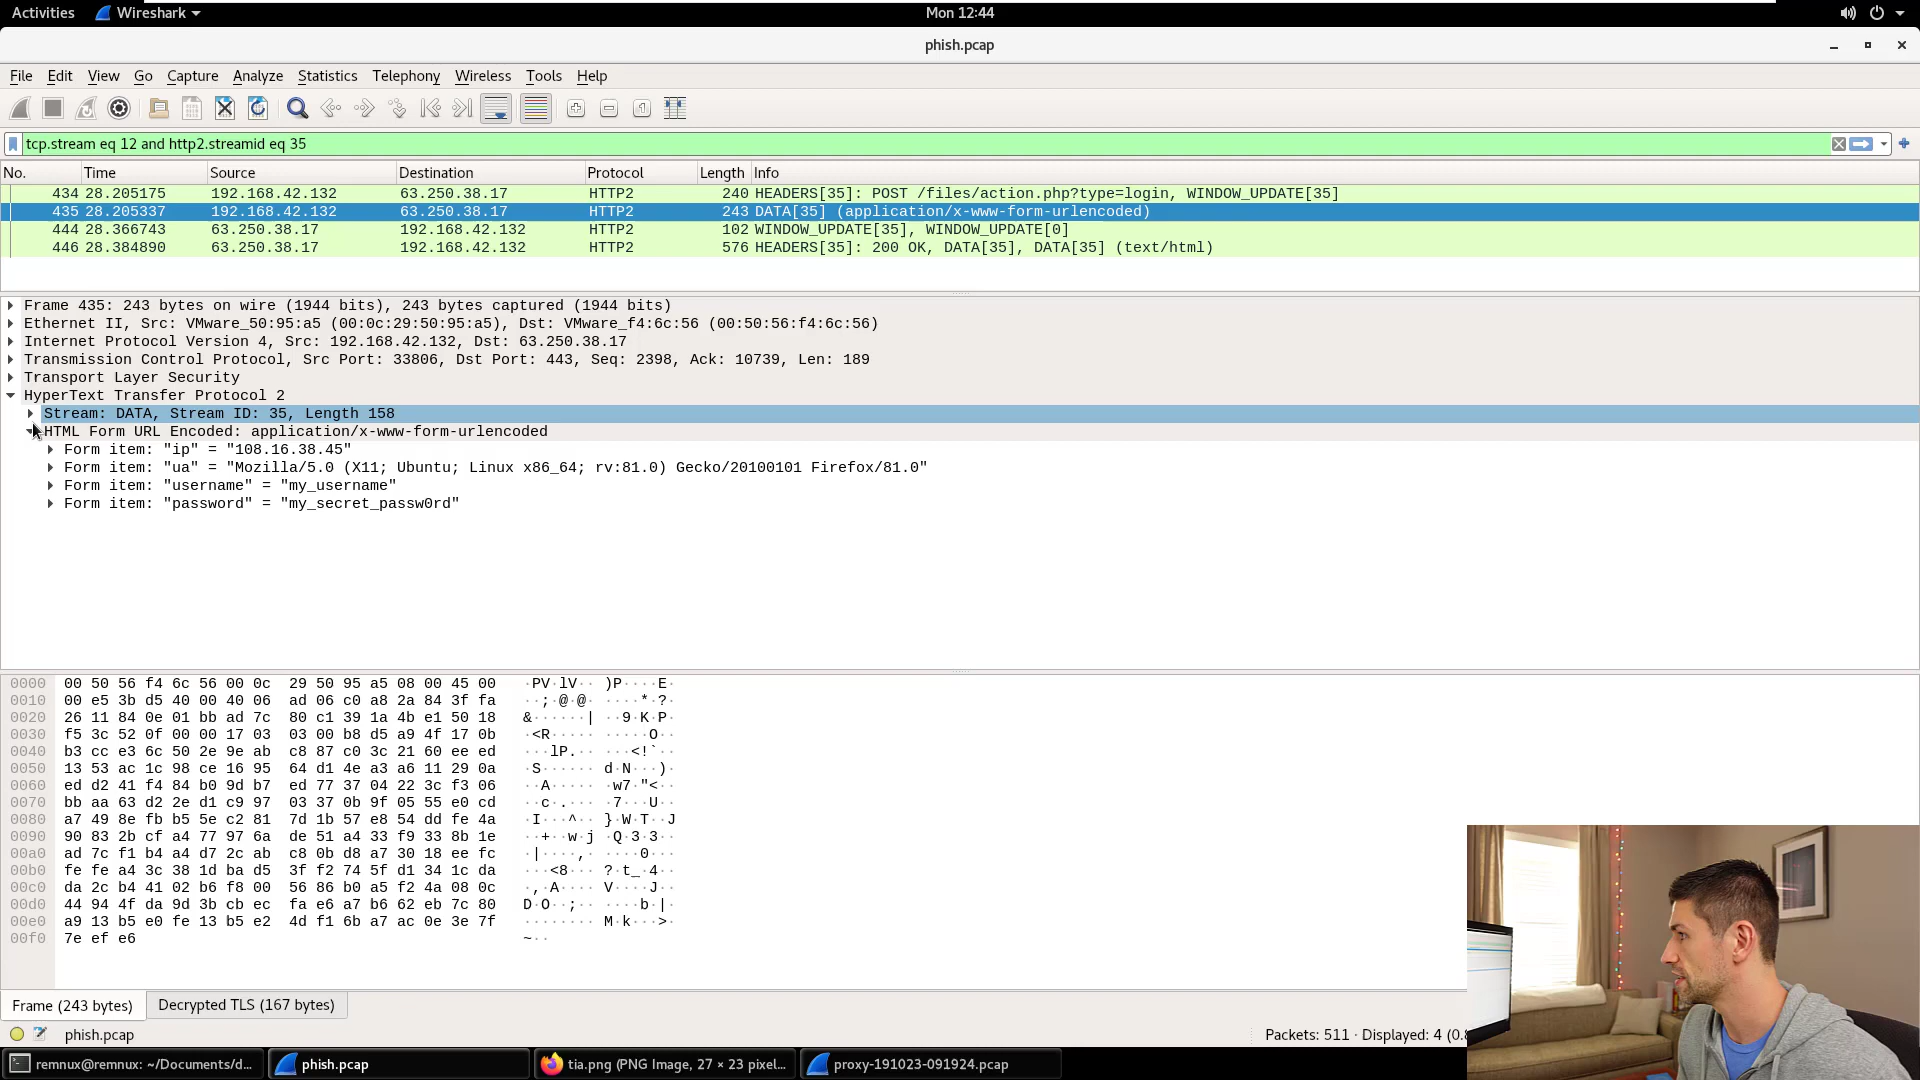 Activities Wireshark Mon 12:44
phish.pcap
File Edit View Go Capture Analyze Statistics Telephony Wireless Tools Help
tcp.stream eq 12 and http2.streamid eq 35
No. Time Source Destination Protocol Length Info
434 28.205175 192.168.42.132 63.250.38.17 HTTP2 240 HEADERS[35]: POST /files/action.php?type=login, WINDOW_UPDATE[35]
435 28.205337 192.168.42.132 63.250.38.17 HTTP2 243 DATA[35] (application/x-www-form-urlencoded)
444 28.366743 63.250.38.17 192.168.42.132 HTTP2 102 WINDOW_UPDATE[35], WINDOW_UPDATE[0]
446 28.384890 63.250.38.17 192.168.42.132 HTTP2 576 HEADERS[35]: 200 OK, DATA[35], DATA[35] (text/html)
Frame 435: 243 bytes on wire (1944 bits), 243 bytes captured (1944 bits)
Ethernet II, Src: VMware_50:95:a5 (00:0c:29:50:95:a5), Dst: VMware_f4:6c:56 (00:50:56:f4:6c:56)
Internet Protocol Version 4, Src: 192.168.42.132, Dst: 63.250.38.17
Transmission Control Protocol, Src Port: 33806, Dst Port: 443, Seq: 2398, Ack: 10739, Len: 189
Transport Layer Security
HyperText Transfer Protocol 2
Stream: DATA, Stream ID: 35, Length 158
HTML Form URL Encoded: application/x-www-form-urlencoded
Form item: "ip" = "108.16.38.45"
Form item: "ua" = "Mozilla/5.0 (X11; Ubuntu; Linux x86_64; rv:81.0) Gecko/20100101 Firefox/81.0"
Form item: "username" = "my_username"
Form item: "password" = "my_secret_passw0rd"
0000 00 50 56 f4 6c 56 00 0c 29 50 95 a5 08 00 45 00 ·PV·lV·· )P····E·
0010 00 e5 3b d5 40 00 40 06 ad 06 c0 a8 2a 84 3f fa ··;·@·@· ····*·?·
0020 26 11 84 0e 01 bb ad 7c 80 c1 39 1a 4b e1 50 18 &······| ··9·K·P·
0030 f5 3c 52 0f 00 00 17 03 03 00 b8 d5 a9 4f 17 0b ·<R····· ·····O··
0040 b3 cc e3 6c 50 2e 9e ab c8 87 c0 3c 21 60 ee ed ···lP.·· ···<!`··
0050 13 53 ac 1c 98 ce 16 95 64 d1 4e a3 a6 11 29 0a ·S······ d·N···)·
0060 ed d2 41 f4 84 b0 9d b7 ed 77 37 04 22 3c f3 06 ··A····· ·w7·"<··
0070 bb aa 63 d2 2e d1 c9 97 03 37 0b 9f 05 55 e0 cd ··c·.··· ·7···U··
0080 a7 49 8e fb b5 5e c2 81 7d 1b 57 e8 54 dd fe 4a ·I···^·· }·W·T··J
0090 90 83 2b cf a4 77 97 6a de 51 a4 33 f9 33 8b 1e ··+··w·j ·Q·3·3··
00a0 ad 7c f1 b4 a4 d7 2c ab c8 0b d8 a7 30 18 ee fc ·|····,· ····0···
00b0 fe fe a4 3c 38 1d ba d5 3f f2 74 5f d1 34 1c da ···<8··· ?·t_·4··
00c0 da 2c b4 41 02 b6 f8 00 56 86 b0 a5 f2 4a 08 0c ·,·A···· V····J··
00d0 44 94 4f da 9d 3b cb ec fa e6 a7 b6 62 eb 7c 80 D·O··;·· ····b·|·
00e0 a9 13 b5 e0 fe 13 b5 e2 4d f1 6b a7 ac 0e 3e 7f ········ M·k···>·
00f0 7e ef e6 ~··
Frame (243 bytes) Decrypted TLS (167 bytes)
phish.pcap Packets: 511 · Displayed: 4 (0.
remnux@remnux: ~/Documents/d... phish.pcap tia.png (PNG Image, 27 × 23 pixel... proxy-191023-091924.pcap